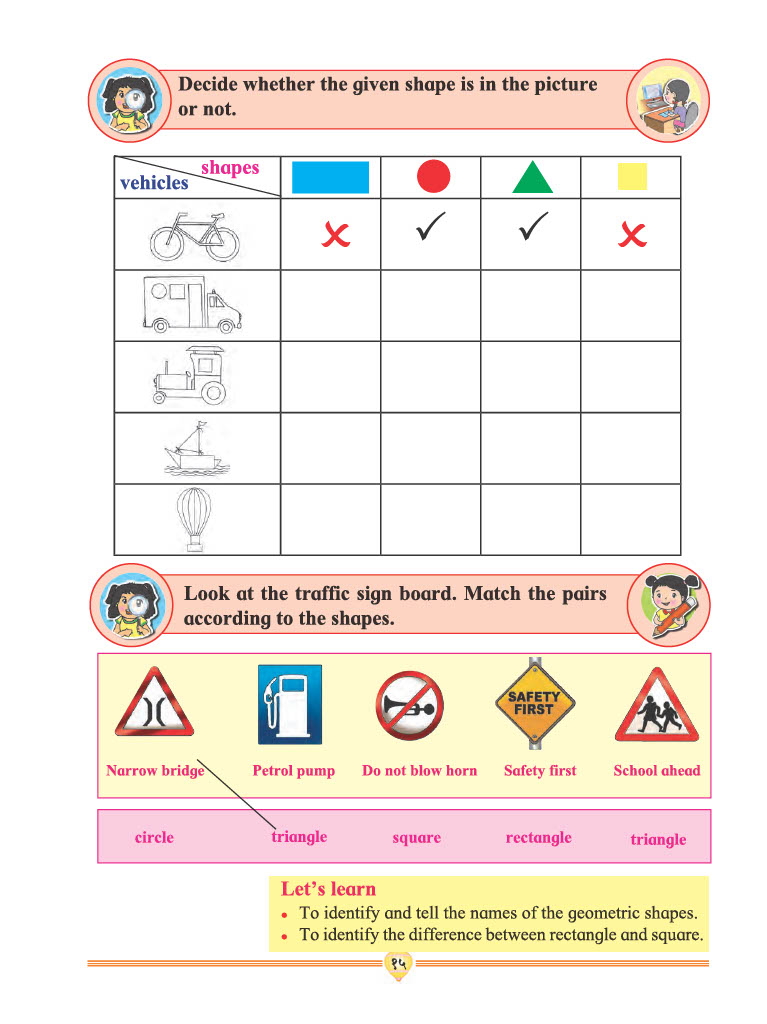 Decide whether the given shape is in the picture
or not.
shapes
vehicles
Look at the traffic sign board. Match the pairs
according to the shapes.
SAFETY
FIRST
Narrow bridge Petrol pump Do not blow horn Safety first School ahead
circle triangle square rectangle triangle
Let’s learn
• To identify and tell the names of the geometric shapes.
• To identify the difference between rectangle and square.